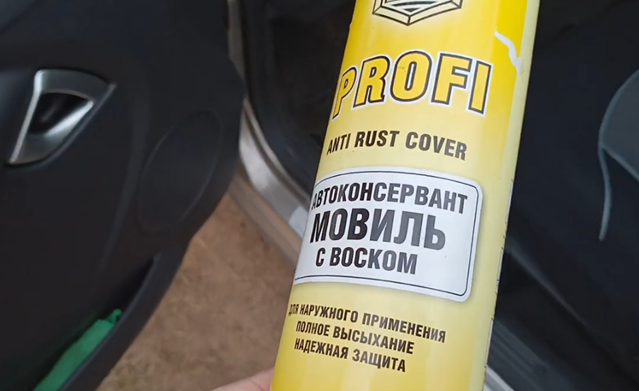 PROFI
ANTI RUST COVER
АВТОКОНСЕРВАНТ
МОВИЛЬ
С ВОСКОМ
ДЛЯ НАРУЖНОГО ПРИМЕНЕНИЯ
ПОЛНОЕ ВЫСЫХАНИЕ
НАДЕЖНАЯ ЗАЩИТА